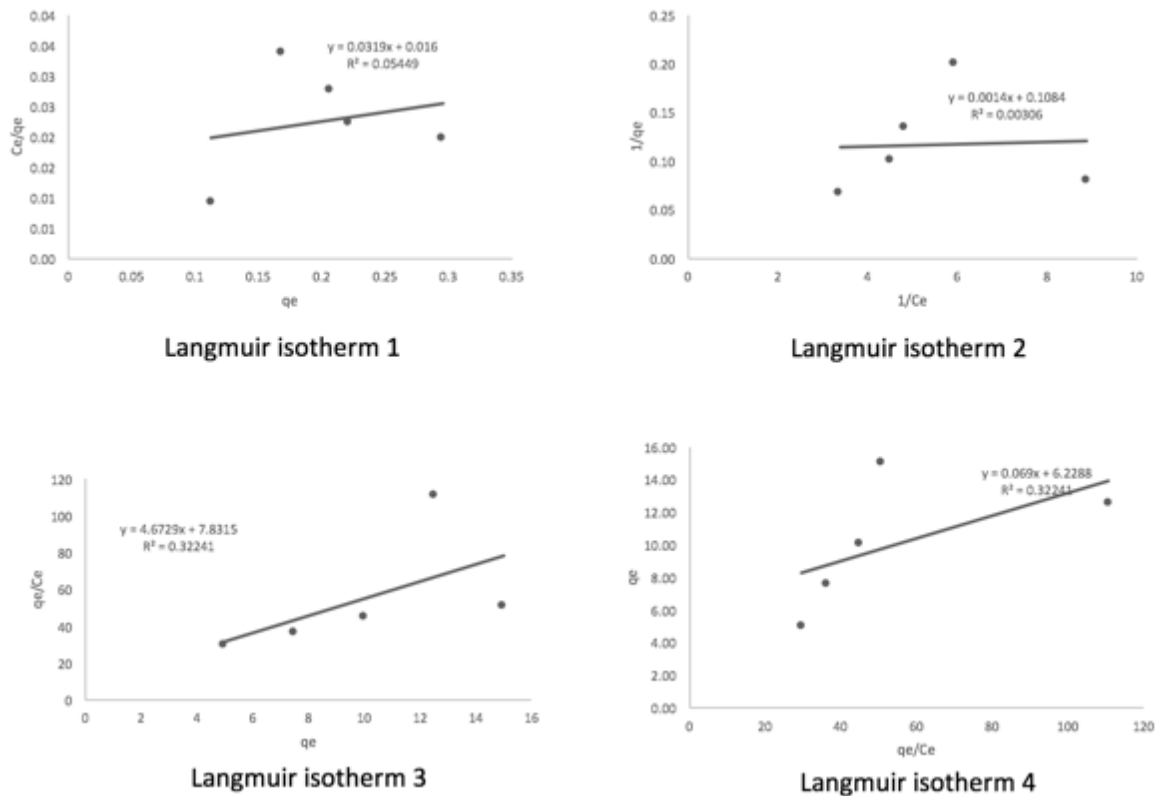 0.04
0.04
0.03
0.03
0.02
0.02
0.01
0.01
0.00
Ce/qe
y = 0.0319x + 0.016
R² = 0.05449
0 0.05 0.1 0.15 0.2 0.25 0.3 0.35
qe
Langmuir isotherm 1
0.25
0.20
0.15
0.10
0.05
0.00
1/qe
y = 0.0014x + 0.1084
R² = 0.00306
0 2 4 6 8 10
1/Ce
Langmuir isotherm 2
120
100
80
60
40
20
0
qe/Ce
y = 4.6729x + 7.8315
R² = 0.32241
0 2 4 6 8 10 12 14 16
qe
Langmuir isotherm 3
16.00
14.00
12.00
10.00
8.00
6.00
4.00
2.00
0.00
qe
y = 0.069x + 6.2288
R² = 0.32241
0 20 40 60 80 100 120
qe/Ce
Langmuir isotherm 4